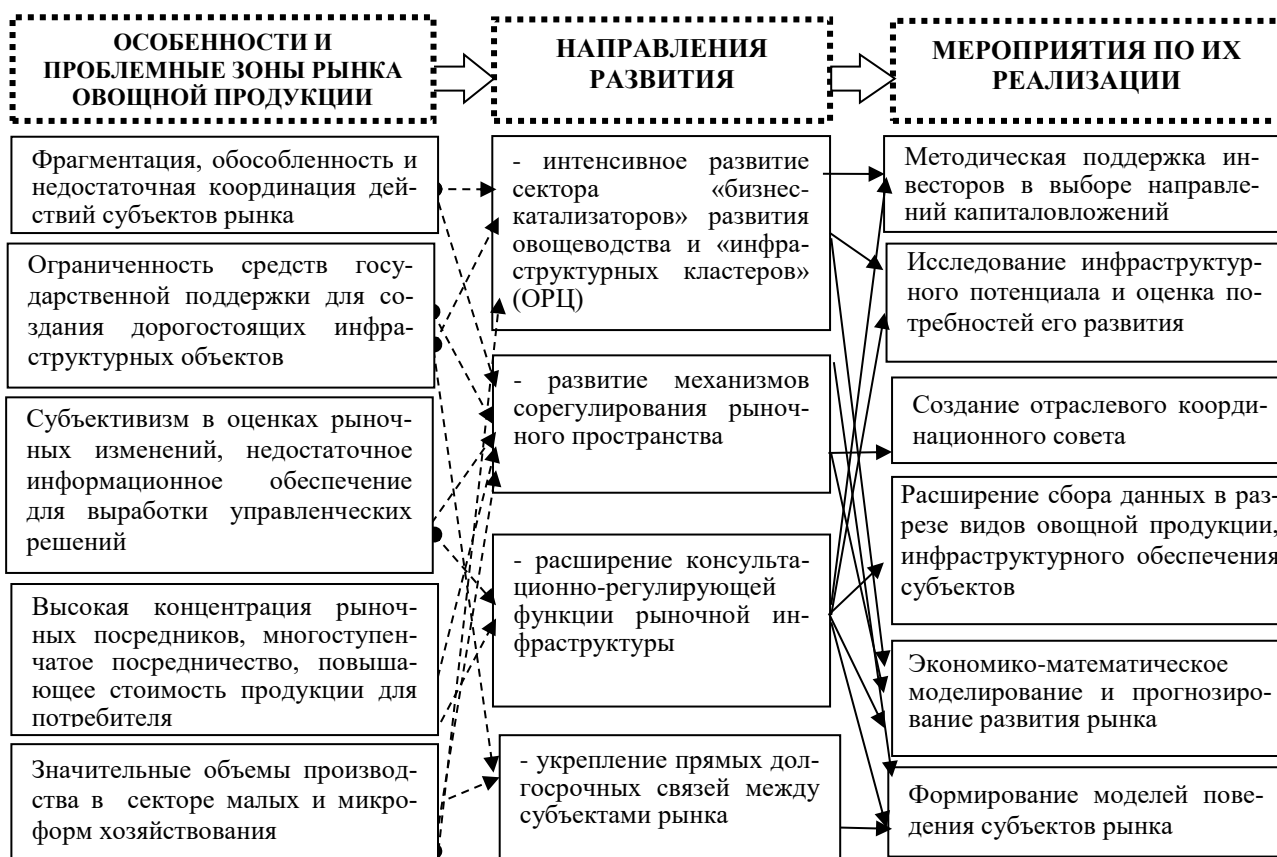 ОСОБЕННОСТИ И
ПРОБЛЕМНЫЕ ЗОНЫ РЫНКА
ОВОЩНОЙ ПРОДУКЦИИ
НАПРАВЛЕНИЯ
РАЗВИТИЯ
МЕРОПРИЯТИЯ ПО ИХ
РЕАЛИЗАЦИИ
Фрагментация, обособленность и
недостаточная координация дей-
ствий субъектов рынка
Ограниченность средств госу-
дарственной поддержки для со-
здания дорогостоящих инфра-
структурных объектов
Субъективизм в оценках рыноч-
ных изменений, недостаточное
информационное обеспечение
для выработки управленческих
решений
Высокая концентрация рыноч-
ных посредников, многоступен-
чатое посредничество, повыша-
ющее стоимость продукции для
потребителя
Значительные объемы производ-
ства в секторе малых и микро-
форм хозяйствования
- интенсивное развитие
сектора «бизнес-
катализаторов» развития
овощеводства и «инфра-
структурных кластеров»
(ОРЦ)
- развитие механизмов
сорегулирования рыноч-
ного пространства
- расширение консульта-
ционно-регулирующей
функции рыночной ин-
фраструктуры
- укрепление прямых дол-
госрочных связей между
субъектами рынка
Методическая поддержка ин-
весторов в выборе направле-
ний капиталовложений
Исследование инфраструктур-
ного потенциала и оценка по-
требностей его развития
Создание отраслевого коорди-
национного совета
Расширение сбора данных в раз-
резе видов овощной продукции,
инфраструктурного обеспечения
субъектов
Экономико-математическое
моделирование и прогнозиро-
вание развития рынка
Формирование моделей пове-
дения субъектов рынка